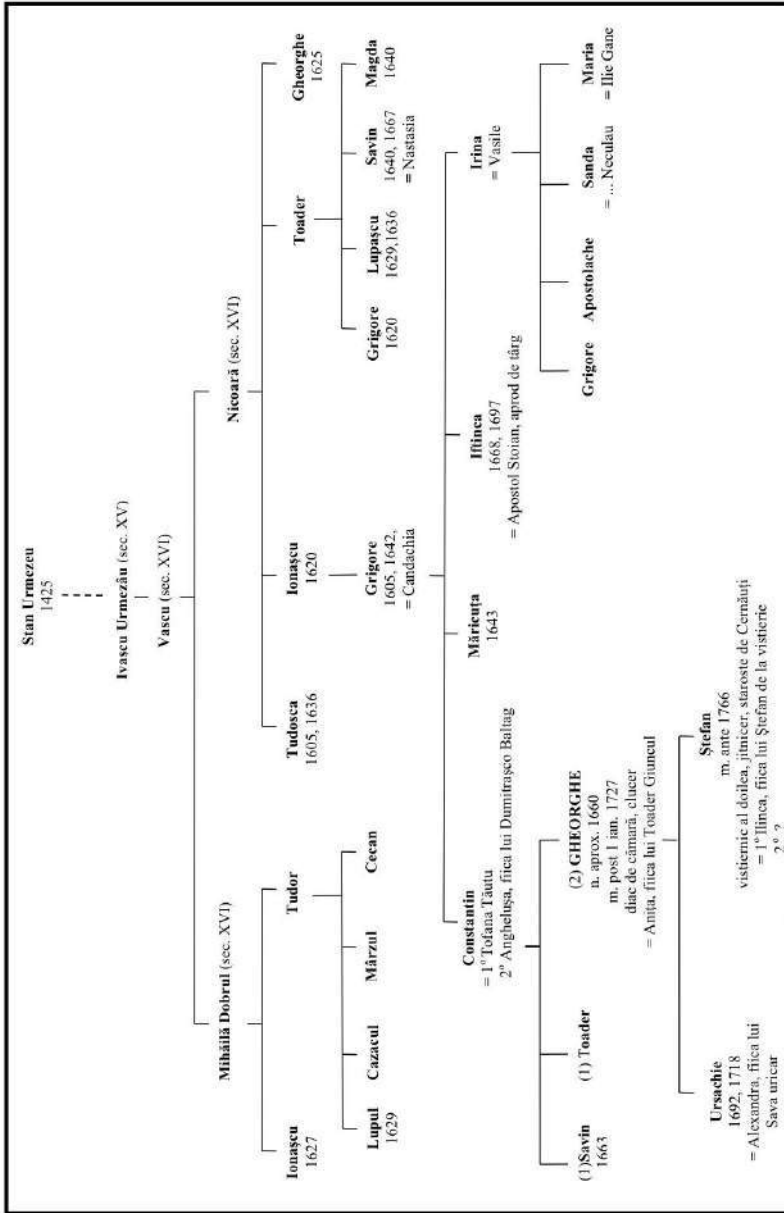 Stan Urmezeu
1425
Ivașcu Urmezău (sec. XV)
Vascu (sec. XVI)
Mihăilă Dobrul (sec. XVI)
Nicoară (sec. XVI)
Ionașcu
1627
Tudor
Tudosca
1605, 1636
Ionașcu
1620
Toader
Gheorghe
1625
Lupul
1629
Cazacul
Mârzul
Cecan
Grigore
1605, 1642,
= Candachia
Grigore
1620
Lupașcu
1629,1636
Savin
1640, 1667
= Nastasia
Magda
1640
Constantin
= 1º Tofana Tăutu
2º Anghelușa, fiica lui Dumitrașco Baltag
Măricuța
1643
Iftinca
1668, 1697
= Apostol Stoian, aprod de târg
Irina
= Vasile
(1)Savin
1663
(1) Toader
(2) GHEORGHE
n. aprox. 1660
m. post 1 ian. 1727
diac de cămară, clucer
= Anița, fiica lui Toader Giuncul
Grigore
Apostolache
Sanda
= ... Neculau
Maria
= Ilie Gane
Ursachie
1692, 1718
= Alexandra, fiica lui
Sava uricar
Ștefan
m. ante 1766
vistiernic al doilea, jitnicer, staroste de Cernăuți
= 1º Ilinca, fiica lui Ștefan de la vistierie
2º ?